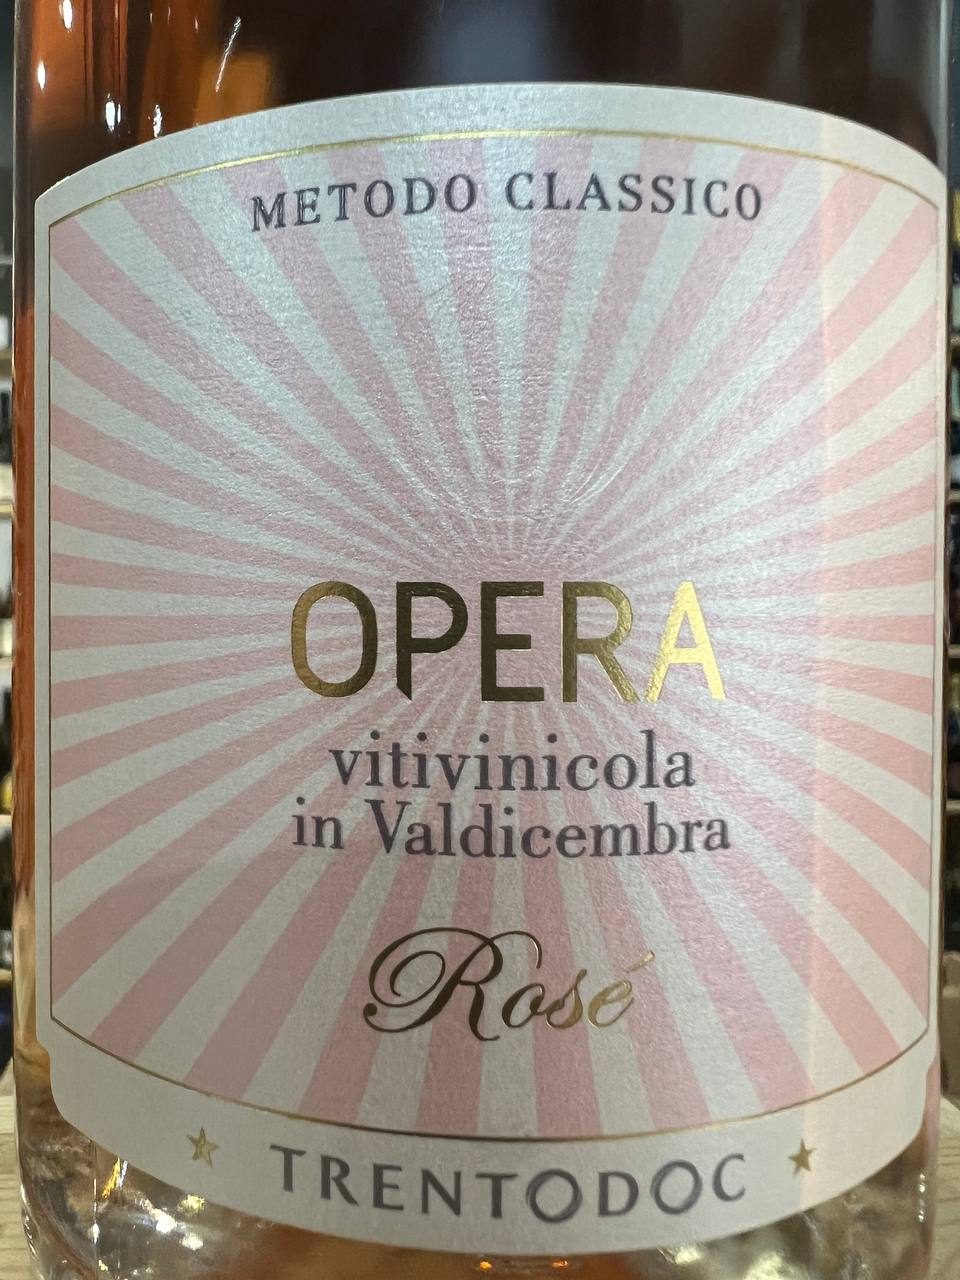 METODO CLASSICO
OPERA
vitivinicola
in Valdicembra
Rosé
TRENTODOC